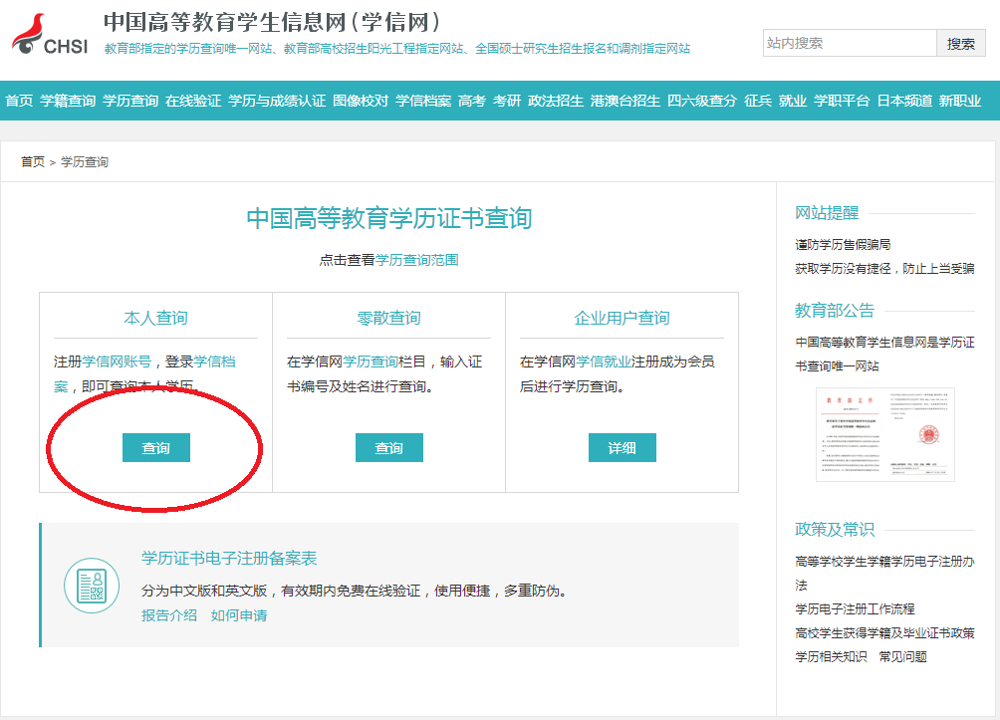 CHSI
中国高等教育学生信息网(学信网)
教育部指定的学历查询唯一网站、教育部高校招生阳光工程指定网站、全国硕士研究生招生报名和调剂指定网站
站内搜索
搜索
首页 学籍查询 学历查询 在线验证 学历与成绩认证 图像校对 学信档案 高考 考研 政法招生 港澳台招生 四六级查分 征兵 就业 学职平台 日本频道 新职业
首页 > 学历查询
中国高等教育学历证书查询
点击查看学历查询范围
本人查询
注册学信网账号，登录学信档
案，即可查询本人学历。
查询
零散查询
在学信网学历查询栏目，输入证
书编号及姓名进行查询。
查询
企业用户查询
在学信网学信就业注册成为会员
后进行学历查询。
详细
学历证书电子注册备案表
分为中文版和英文版，有效期内免费在线验证，使用便捷，多重防伪。
报告介绍 如何申请
网站提醒
谨防学历售假骗局
获取学历没有捷径，防止上当受骗
教育部公告
中国高等教育学生信息网是学历证
书查询唯一网站
政策及常识
高等学校学生学籍学历电子注册办
法
学历电子注册工作流程
高校学生获得学籍及毕业证书政策
学历相关知识 常见问题